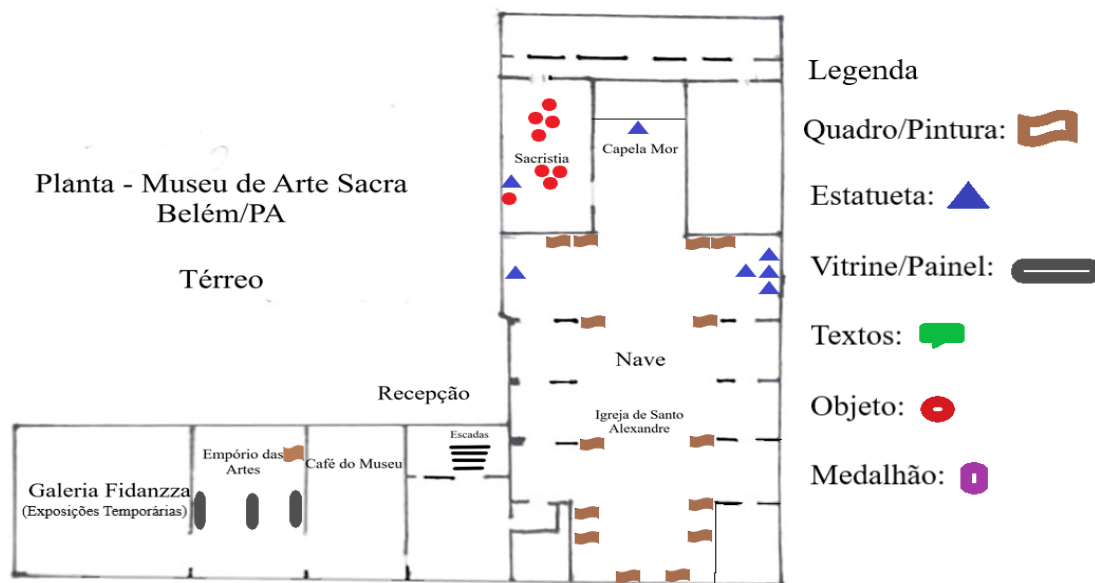 Planta - Museu de Arte Sacra
Belém/PA
Térreo
Sacristia
Capela Mor
Nave
Igreja de Santo
Alexandre
Recepção
Escadas
Café do Museu
Empório das
Artes
Galeria Fidanzza
(Exposições Temporárias)
Legenda
Quadro/Pintura:
Estatueta:
Vitrine/Painel:
Textos:
Objeto:
Medalhão: